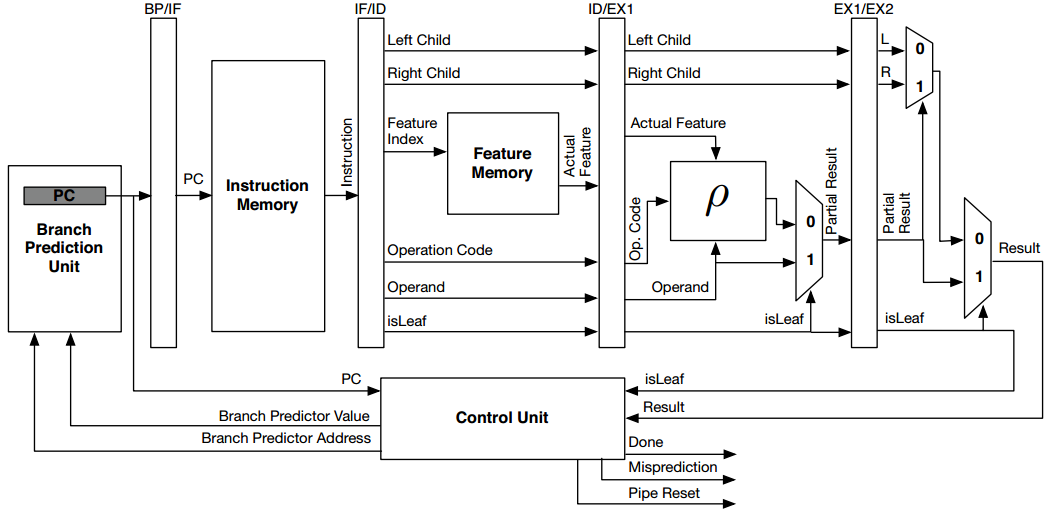 BP/IF
IF/ID
ID/EX1
EX1/EX2
Left Child
Left Child
L
0
Right Child
Right Child
R
1
Feature
Index
Actual Feature
Feature
Memory
Actual
Feature
Instruction
PC
Instruction
Memory
PC
Branch
Prediction
Unit
ρ
Op. Code
0
1
Partial Result
Partial
Result
0
1
Result
Operation Code
Operand
Operand
isLeaf
isLeaf
isLeaf
PC
isLeaf
Branch Predictor Value
Result
Control Unit
Branch Predictor Address
Done
Misprediction
Pipe Reset